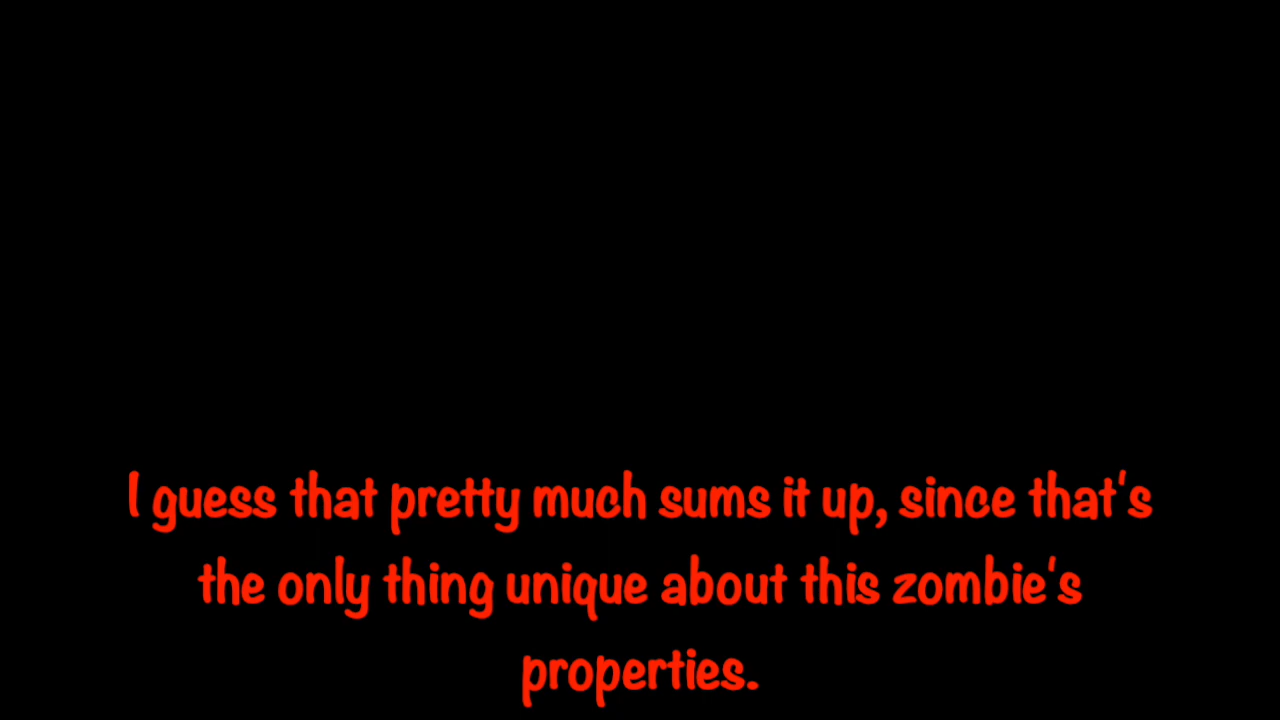 I guess that pretty much sums it up, since that's
the only thing unique about this zombie's
properties.